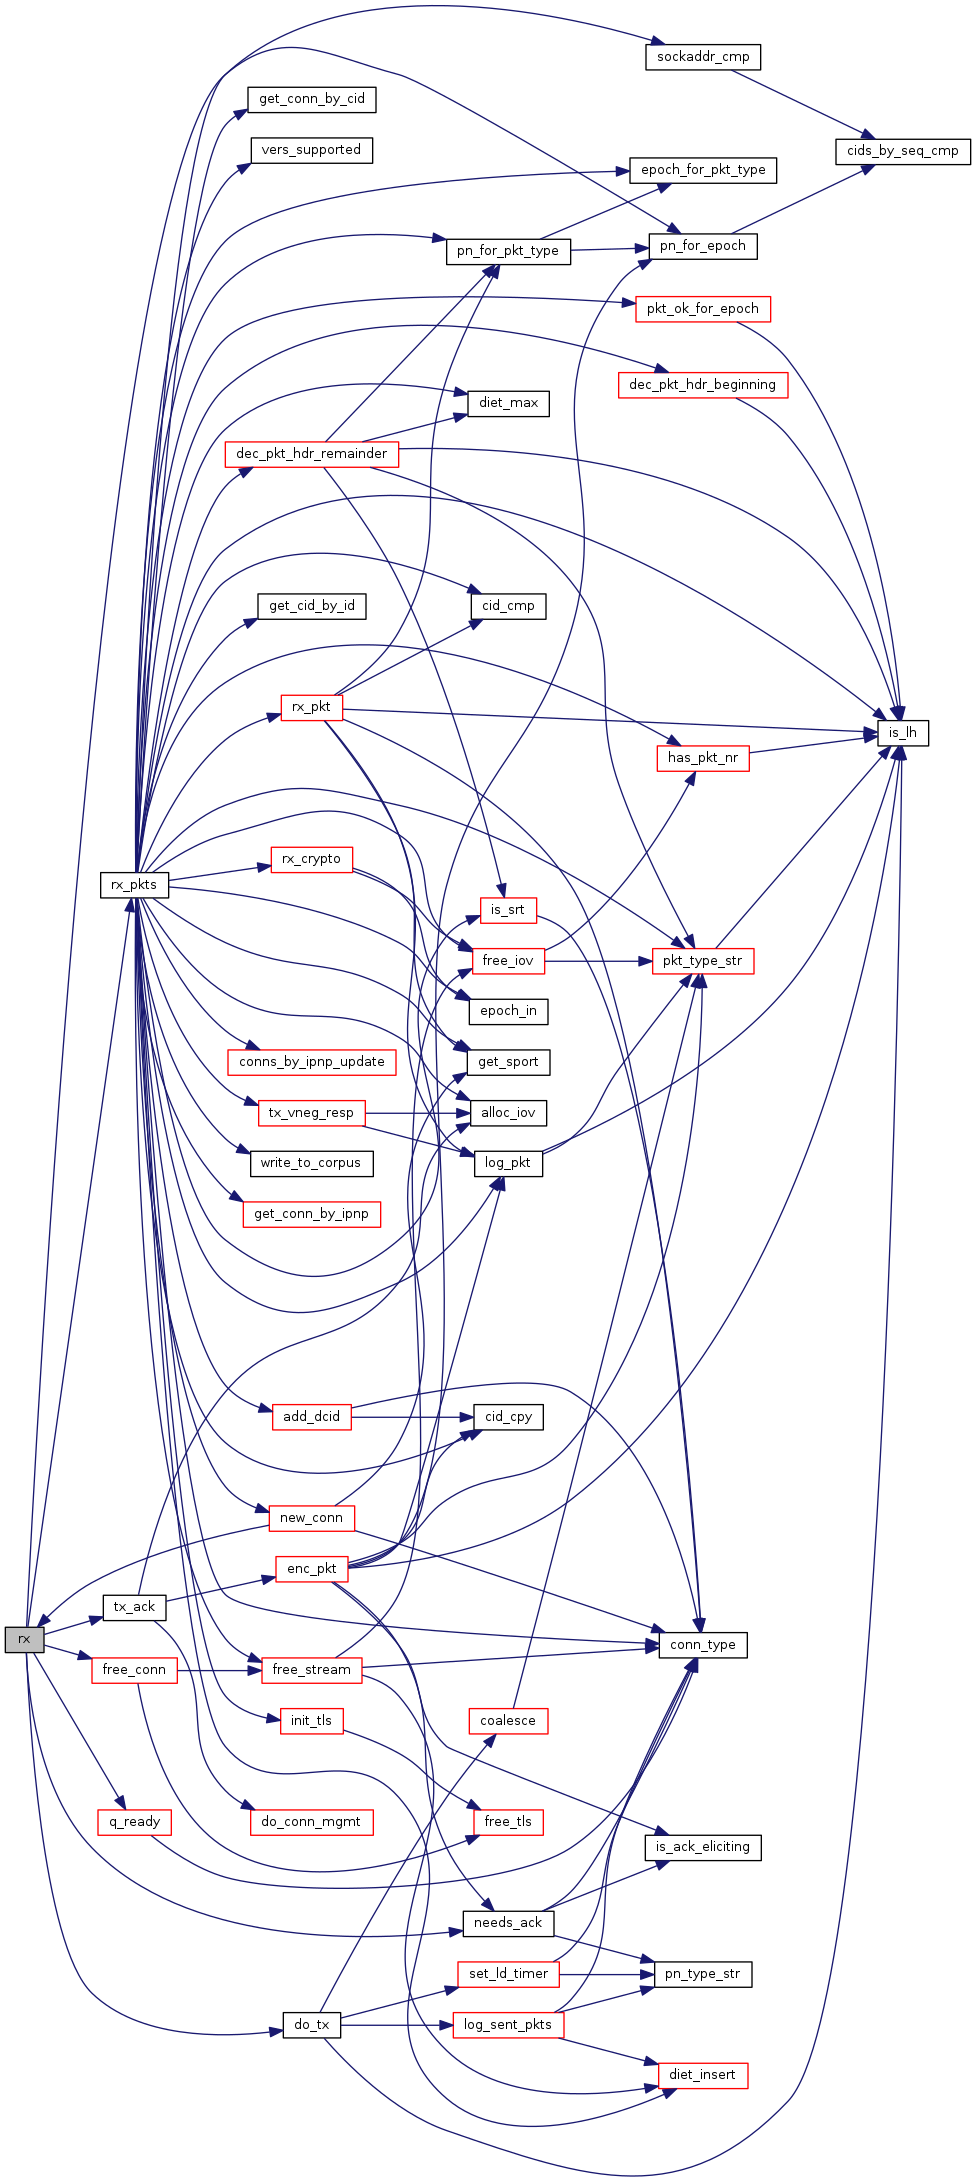 sockaddr_cmp
get_conn_by_cid
vers_supported
cids_by_seq_cmp
epoch_for_pkt_type
pn_for_pkt_type
pn_for_epoch
pkt_ok_for_epoch
dec_pkt_hdr_beginning
diet_max
dec_pkt_hdr_remainder
get_cid_by_id
cid_cmp
rx_pkt
is_lh
has_pkt_nr
rx_crypto
rx_pkts
is_srt
free_iov
pkt_type_str
epoch_in
conns_by_ipnp_update
get_sport
tx_vneg_resp
alloc_iov
write_to_corpus
log_pkt
get_conn_by_ipnp
add_dcid
cid_cpy
new_conn
enc_pkt
tx_ack
rx
conn_type
free_conn
free_stream
init_tls
coalesce
q_ready
do_conn_mgmt
free_tls
is_ack_eliciting
needs_ack
set_ld_timer
pn_type_str
do_tx
log_sent_pkts
diet_insert